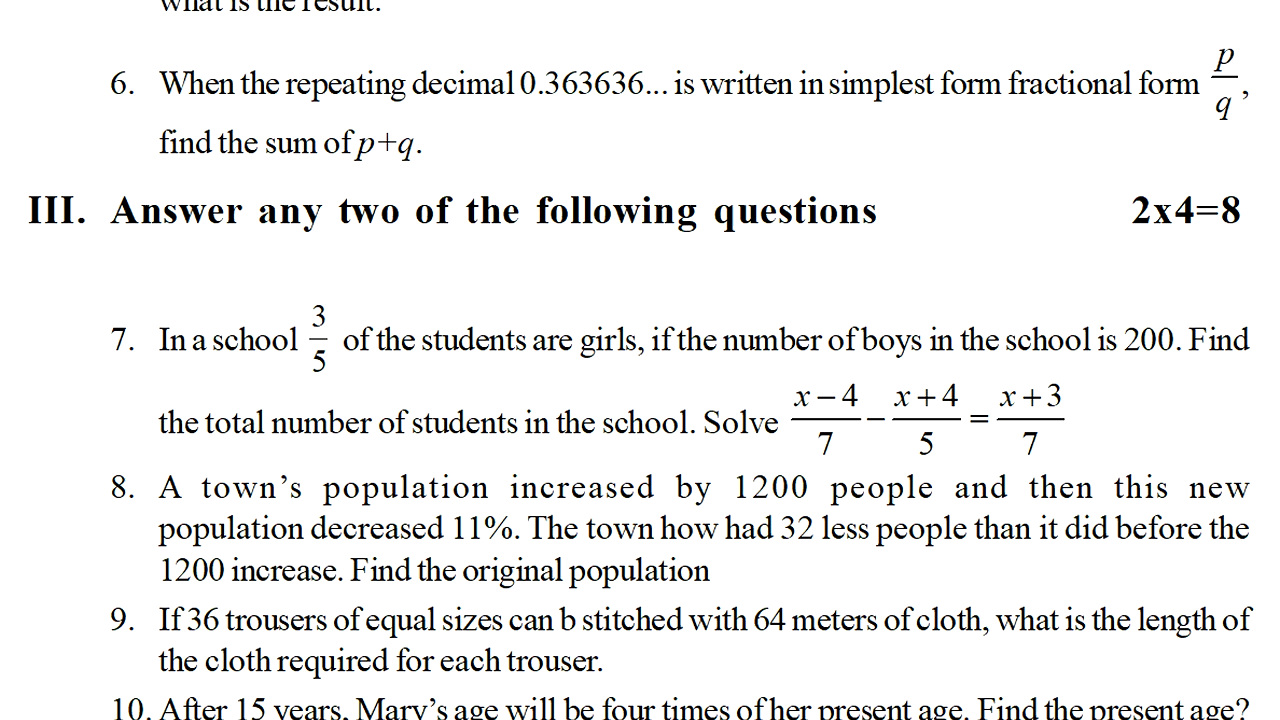 what is the result.
6. When the repeating decimal 0.363636... is written in simplest form fractional form p/q,
find the sum of p+q.
III. Answer any two of the following questions 2x4=8
7. In a school 3/5 of the students are girls, if the number of boys in the school is 200. Find
the total number of students in the school. Solve x−4/7 − x+4/5 = x+3/7
8. A town’s population increased by 1200 people and then this new
population decreased 11%. The town how had 32 less people than it did before the
1200 increase. Find the original population
9. If 36 trousers of equal sizes can b stitched with 64 meters of cloth, what is the length of
the cloth required for each trouser.
10. After 15 years, Mary’s age will be four times of her present age. Find the present age?